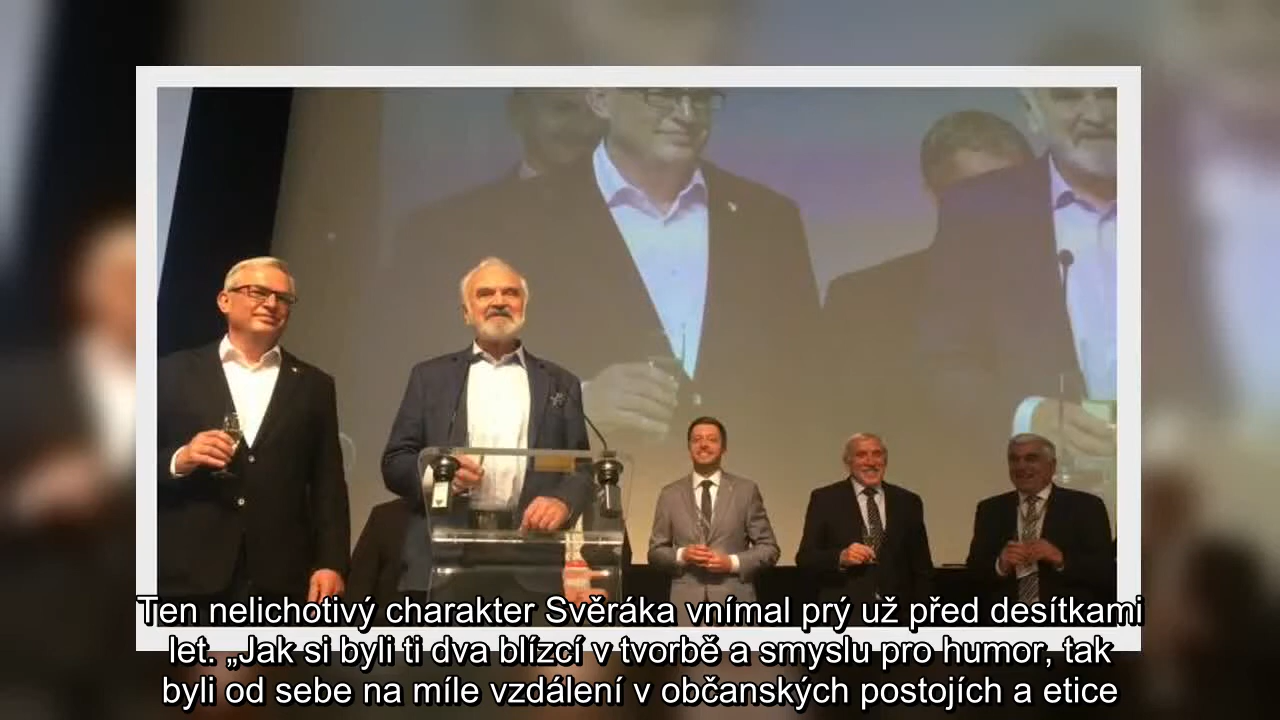 Ten nelichotivý charakter Svěráka vnímal prý už před desítkami
let. „Jak si byli ti dva blízcí v tvorbě a smyslu pro humor, tak
byli od sebe na míle vzdálení v občanských postojích a etice